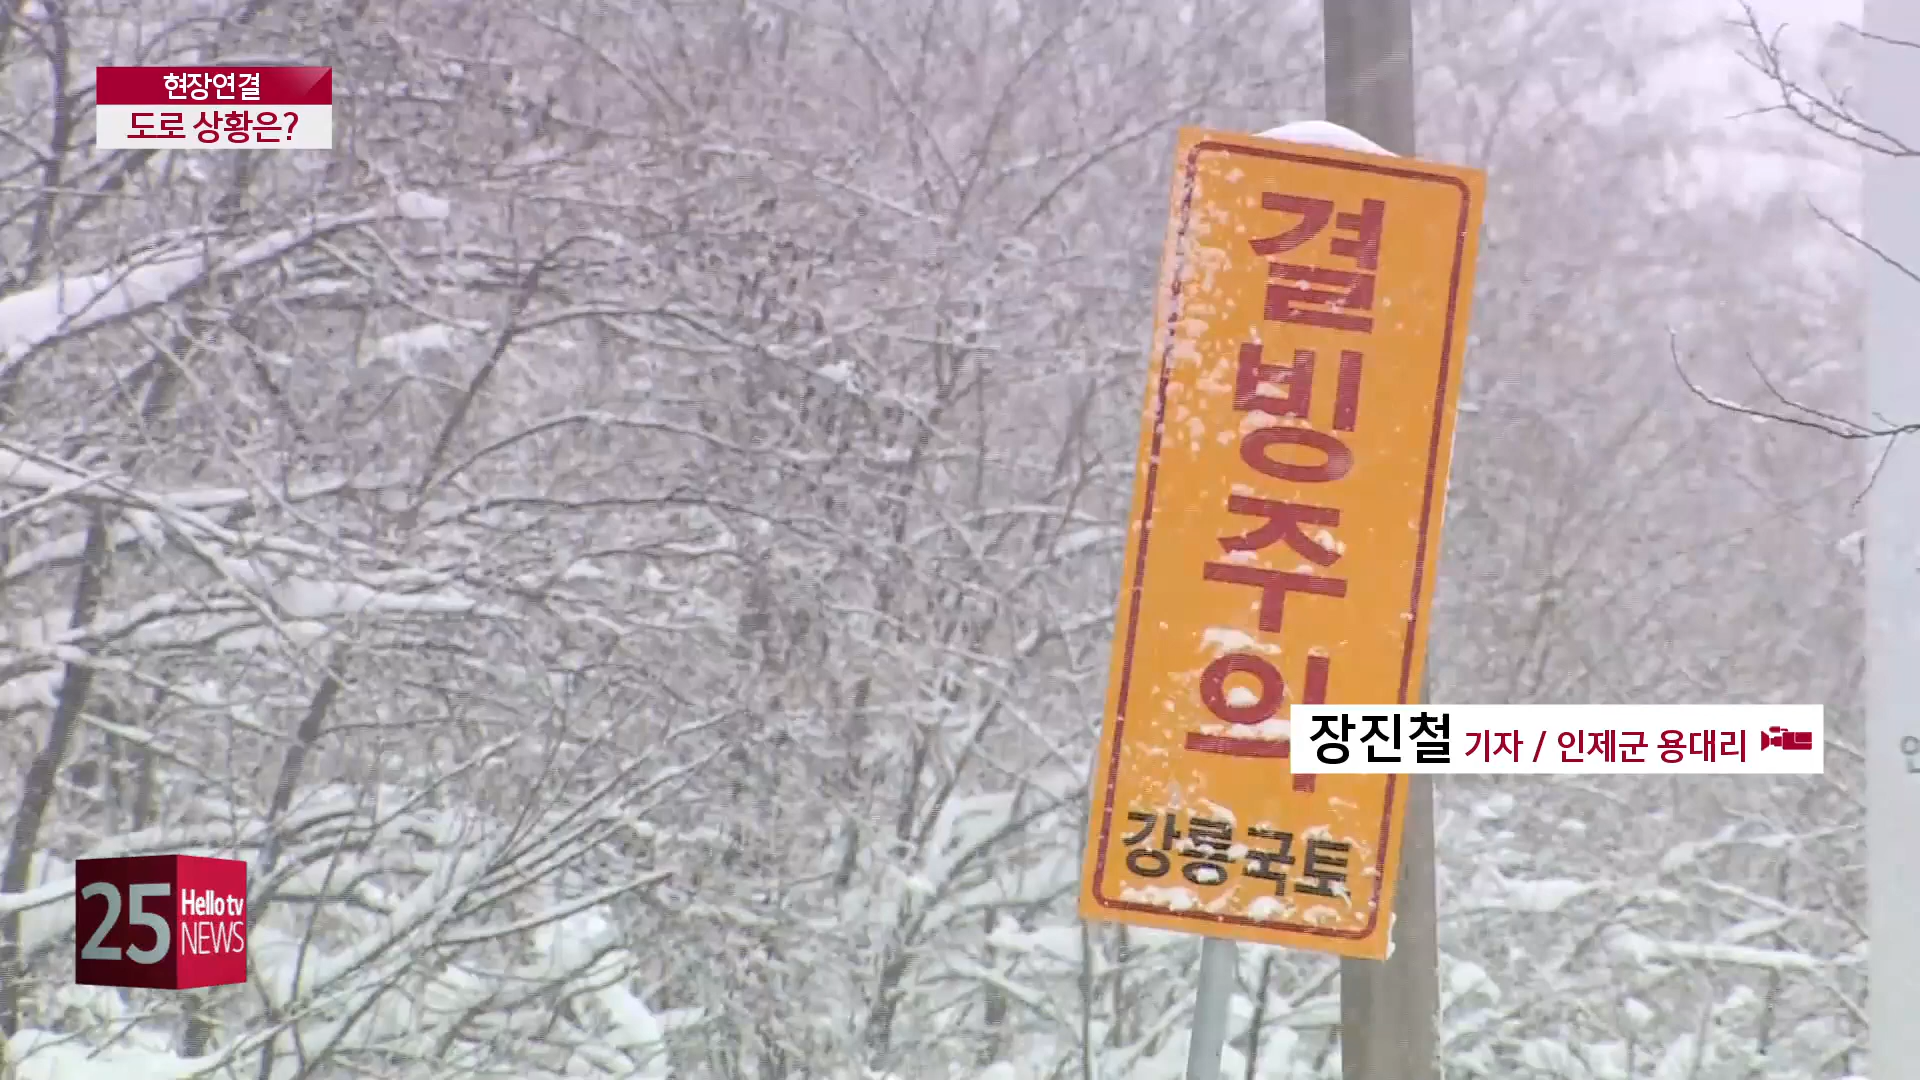 현장연결
도로 상황은?
결빙주의
강릉국토
장진철 기자 / 인제군 용대리
25 Hello tv
NEWS